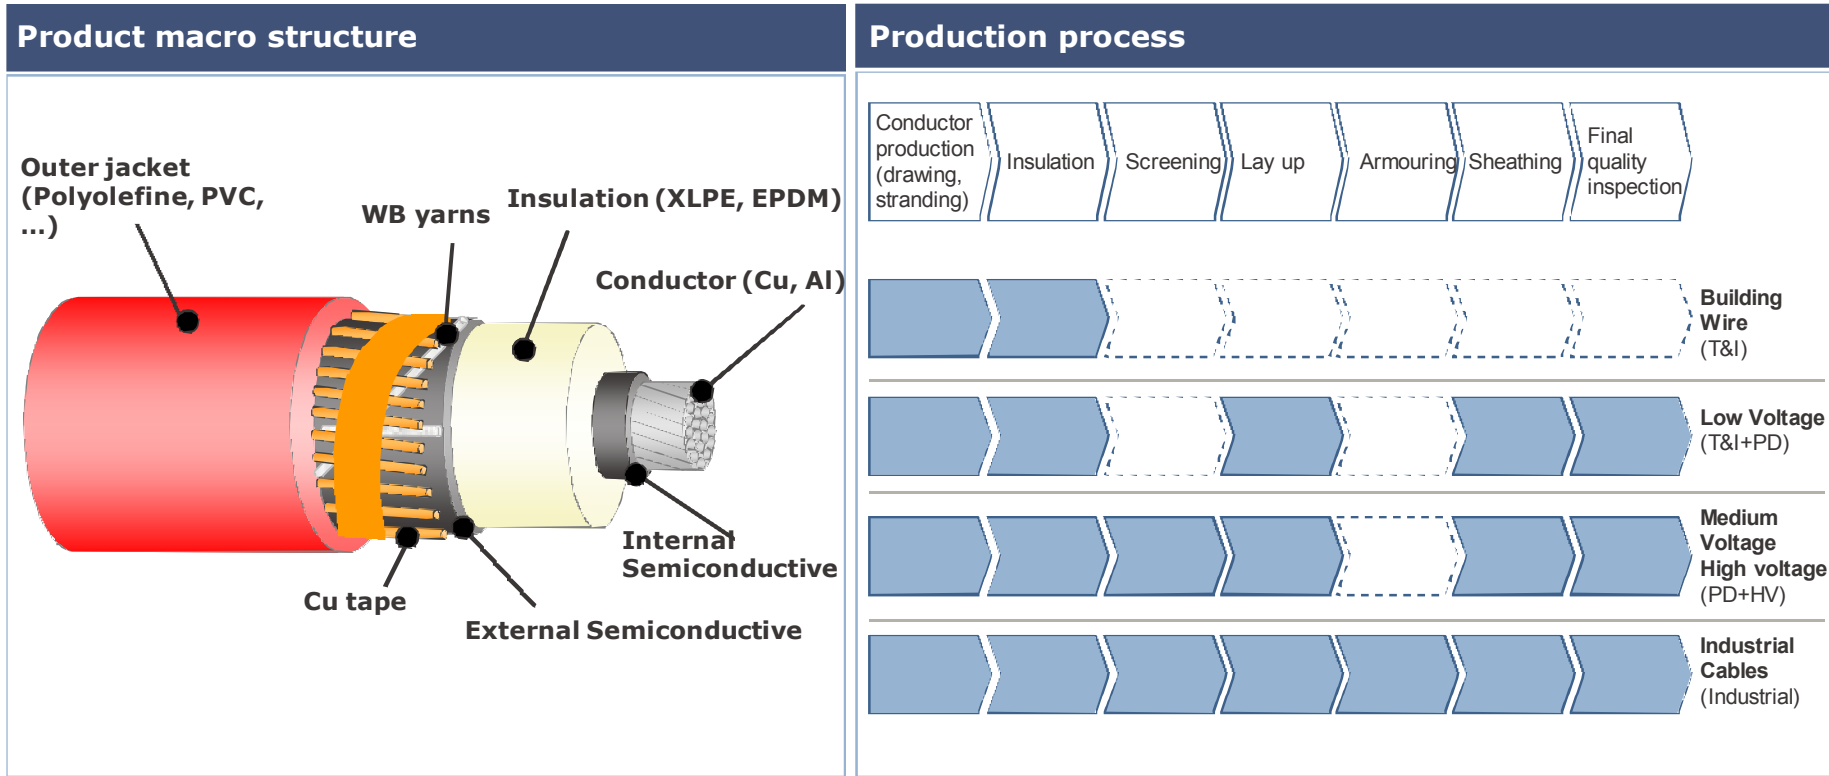 Product macro structure
Outer jacket
(Polyolefine, PVC,
...)
WB yarns
Insulation (XLPE, EPDM)
Conductor (Cu, Al)
Internal
Semiconductive
Cu tape
External Semiconductive
Production process
Conductor
production
(drawing,
stranding)
Insulation
Screening
Lay up
Armouring
Sheathing
Final
quality
inspection
Building
Wire
(T&I)
Low Voltage
(T&I+PD)
Medium
Voltage
High voltage
(PD+HV)
Industrial
Cables
(Industrial)